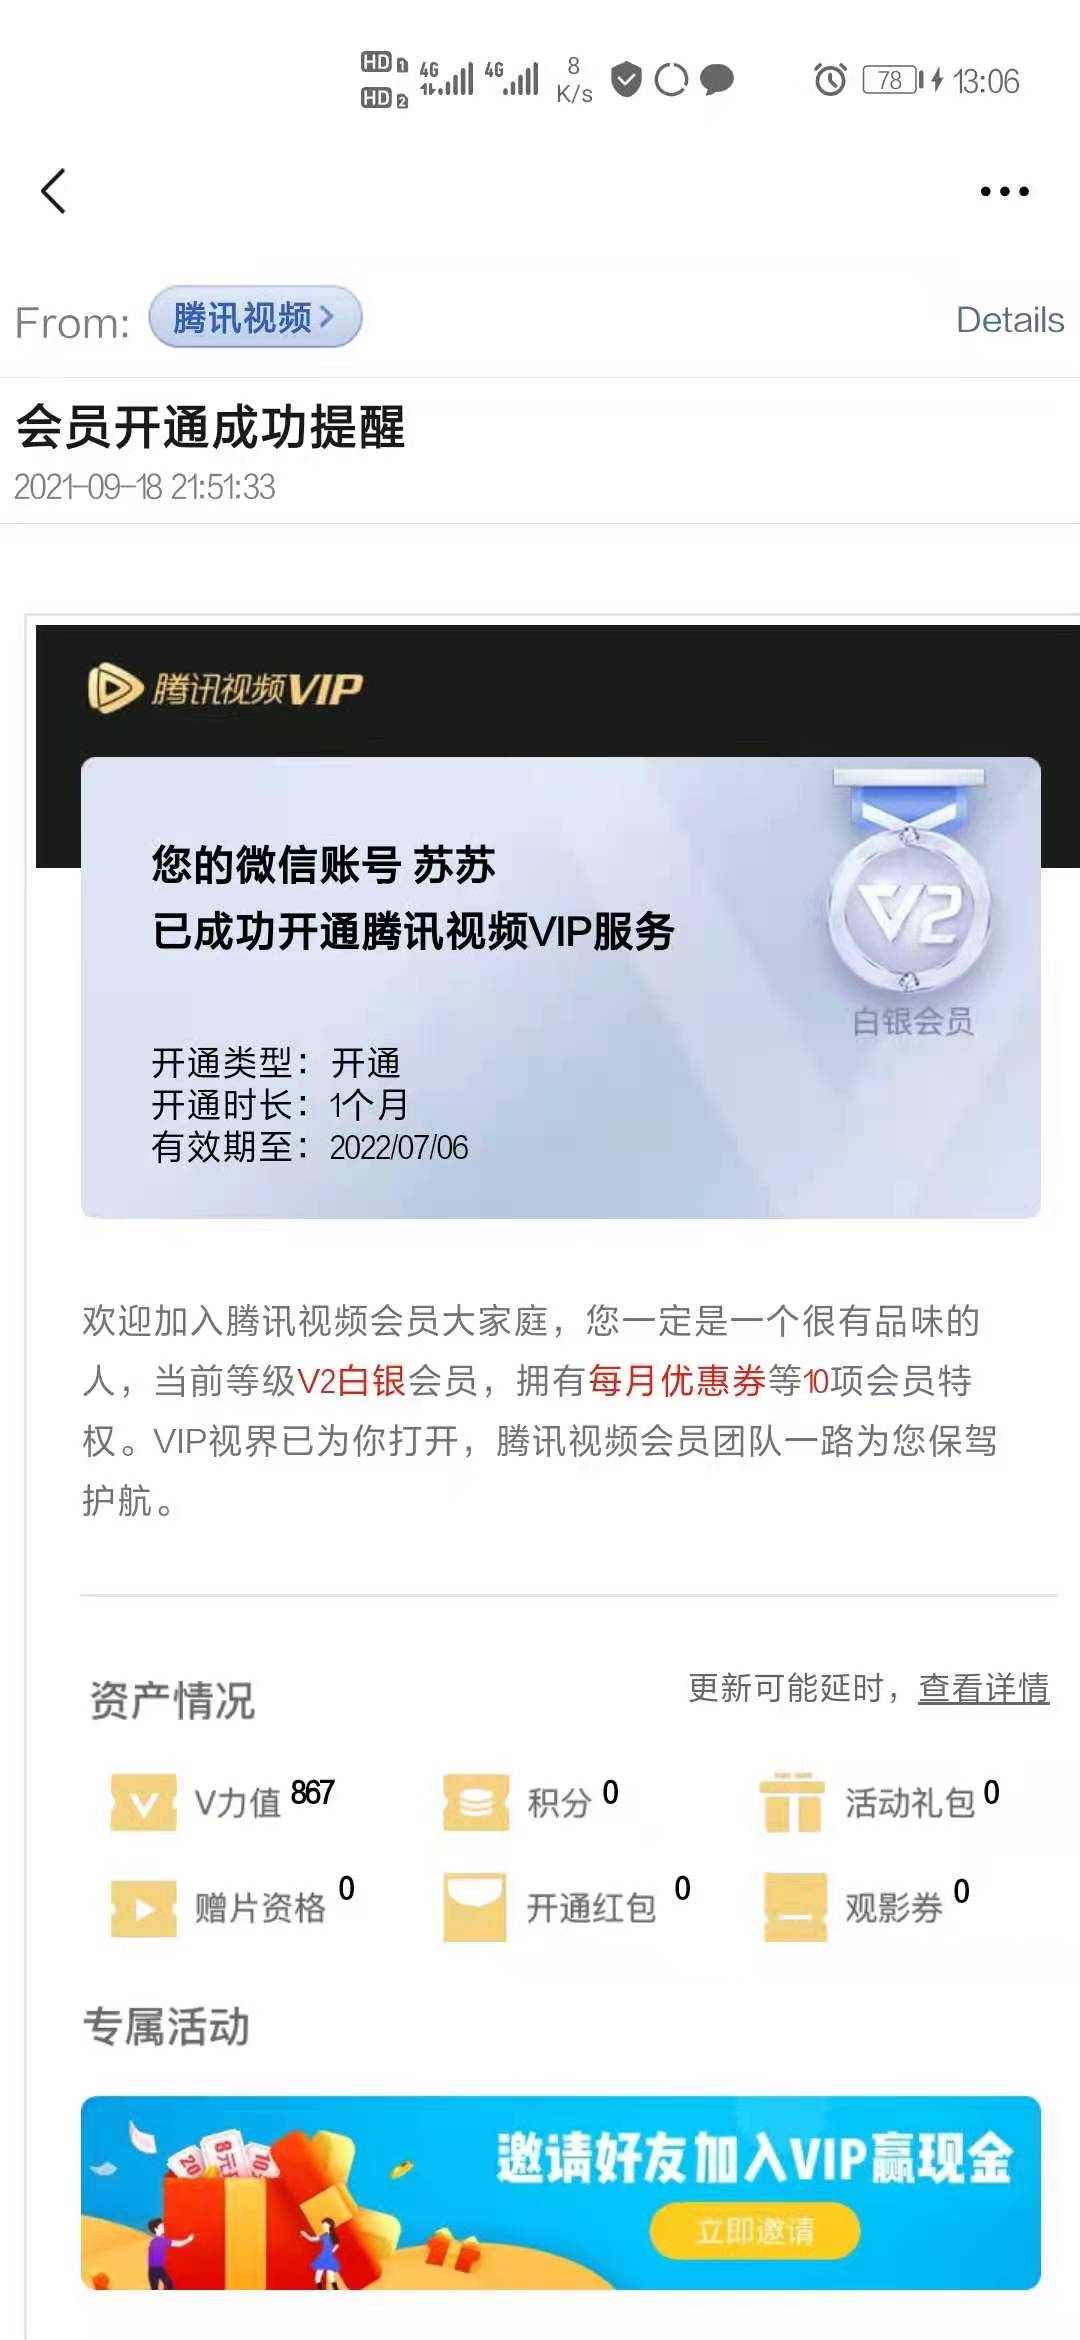 HD 1 4G 4G 8 78 13:06
HD 2 K/s
From: 腾讯视频 Details
会员开通成功提醒
2021-09-18 21:51:33
腾讯视频VIP
您的微信账号 苏苏
已成功开通腾讯视频VIP服务
V2
白银会员
开通类型：开通
开通时长：1个月
有效期至：2022/07/06
欢迎加入腾讯视频会员大家庭，您一定是一个很有品味的
人，当前等级V2白银会员，拥有每月优惠券等10项会员特
权。VIP视界已为你打开，腾讯视频会员团队一路为您保驾
护航。
资产情况 更新可能延时，查看详情
V力值 867 积分 0 活动礼包 0
赠片资格 0 开通红包 0 观影券 0
专属活动
邀请好友加入VIP赢现金
20 8元 10
立即邀请